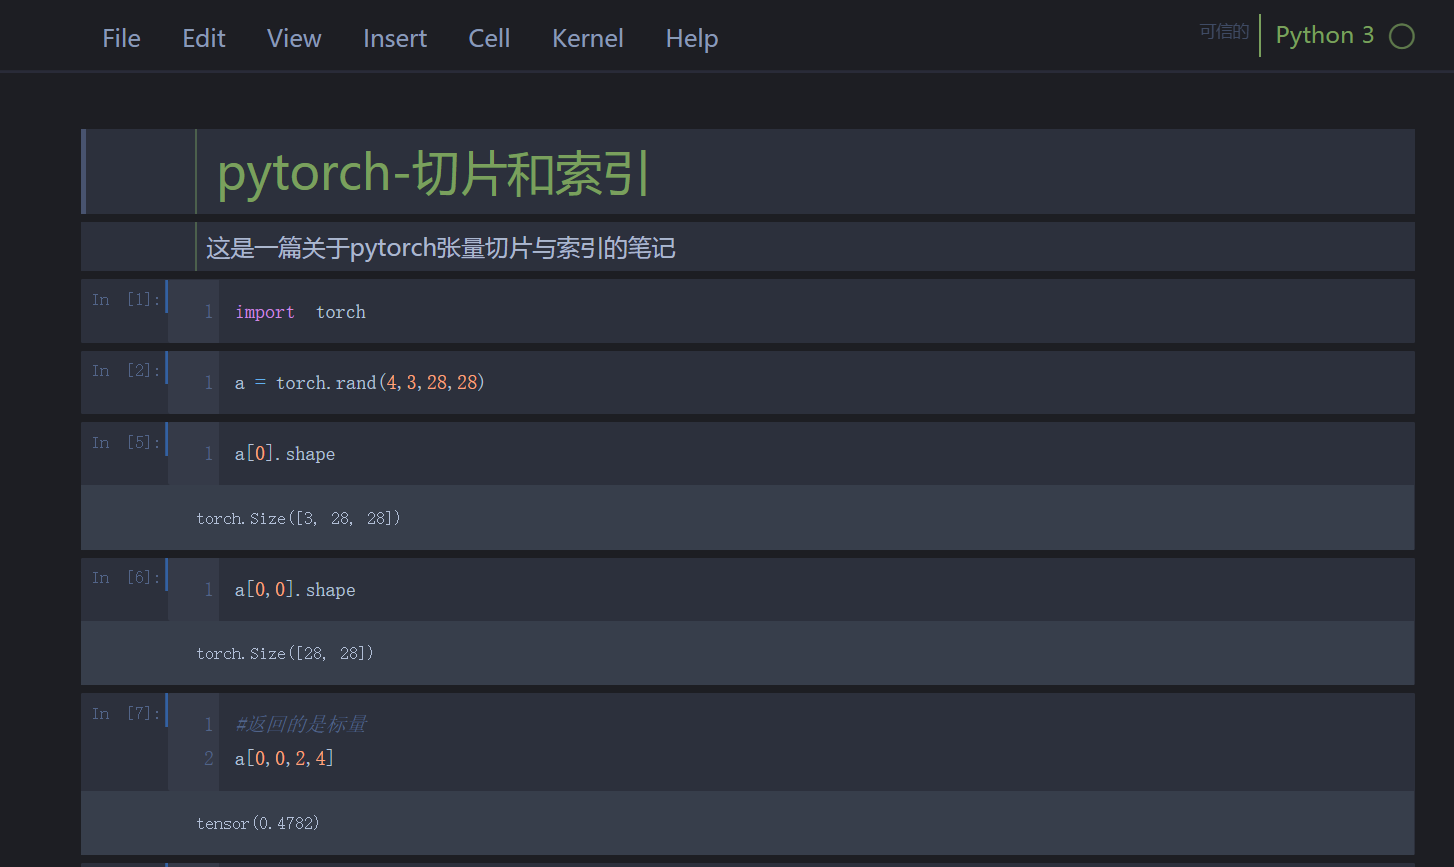 File Edit View Insert Cell Kernel Help 可信的 Python 3
pytorch-切片和索引
这是一篇关于pytorch张量切片与索引的笔记
In [1]: 1 import torch
In [2]: 1 a = torch.rand(4,3,28,28)
In [5]: 1 a[0].shape
torch.Size([3, 28, 28])
In [6]: 1 a[0,0].shape
torch.Size([28, 28])
In [7]: 1 #返回的是标量
2 a[0,0,2,4]
tensor(0.4782)